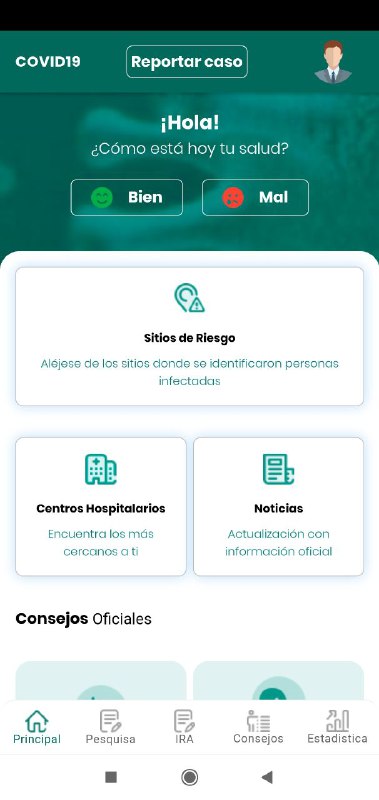 COVID19
Reportar caso
¡Hola!
¿Cómo está hoy tu salud?
Bien
Mal
Sitios de Riesgo
Aléjese de los sitios donde se identificaron personas
infectadas
Centros Hospitalarios
Encuentra los más
cercanos a ti
Noticias
Actualización con
información oficial
Consejos Oficiales
Principal
Pesquisa
IRA
Consejos
Estadística